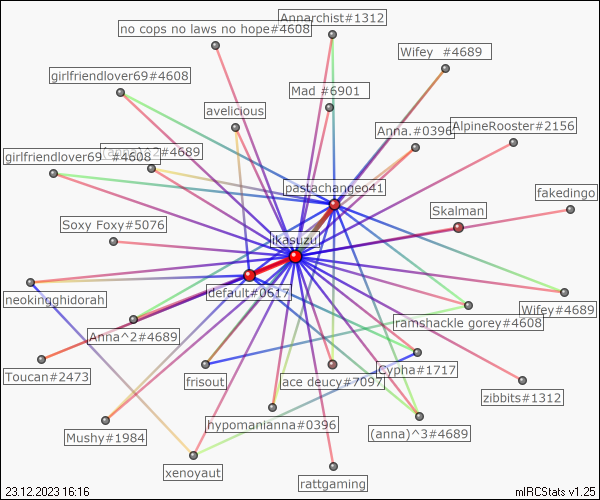 Annarchist#1312
no cops no laws no hope#4608
Wifey #4689
girlfriendlover69#4608
Mad #6901
avelicious
Anna.#0396
AlpineRooster#2156
(anna)^2#4689
girlfriendlover69 #4608
pastachangeo41
fakedingo
Skalman
Soxy Foxy#5076
ikasuzu
default#0617
neokingghidorah
Wifey#4689
ramshackle gorey#4608
Anna^2#4689
Toucan#2473
frisout
ace deucy#7097
Cypha#1717
zibbits#1312
hypomanianna#0396
(anna)^3#4689
Mushy#1984
xenoyaut
rattgaming
23.12.2023 16:16
mIRCStats v1.25